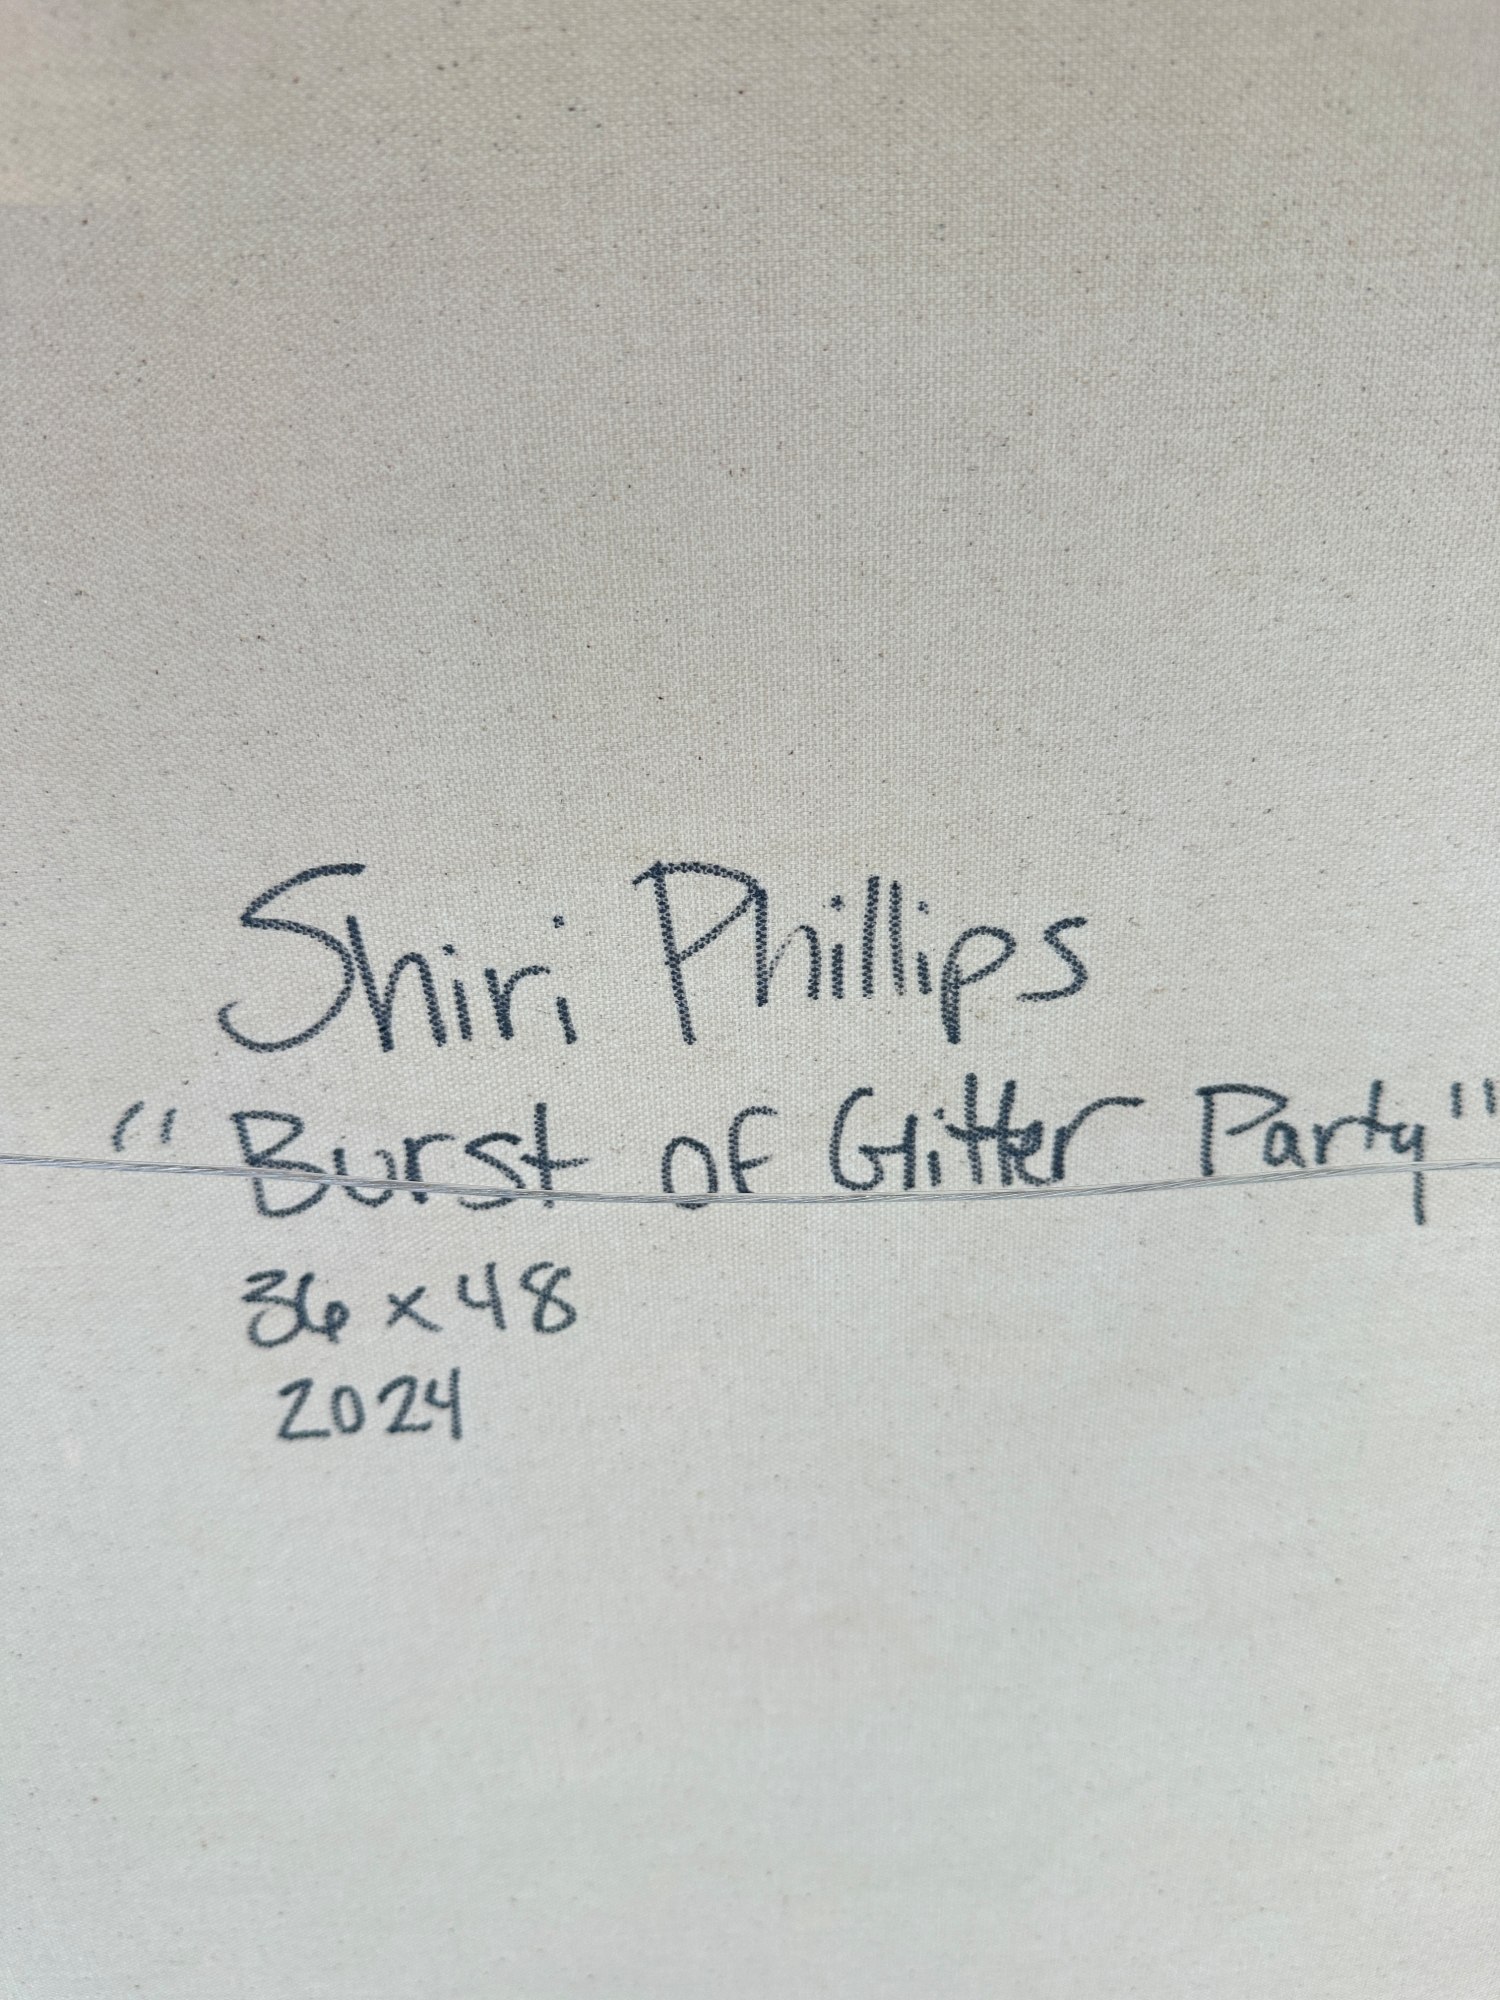 Shiri Phillips
"Burst of Glitter Party"
36 x 48
2024